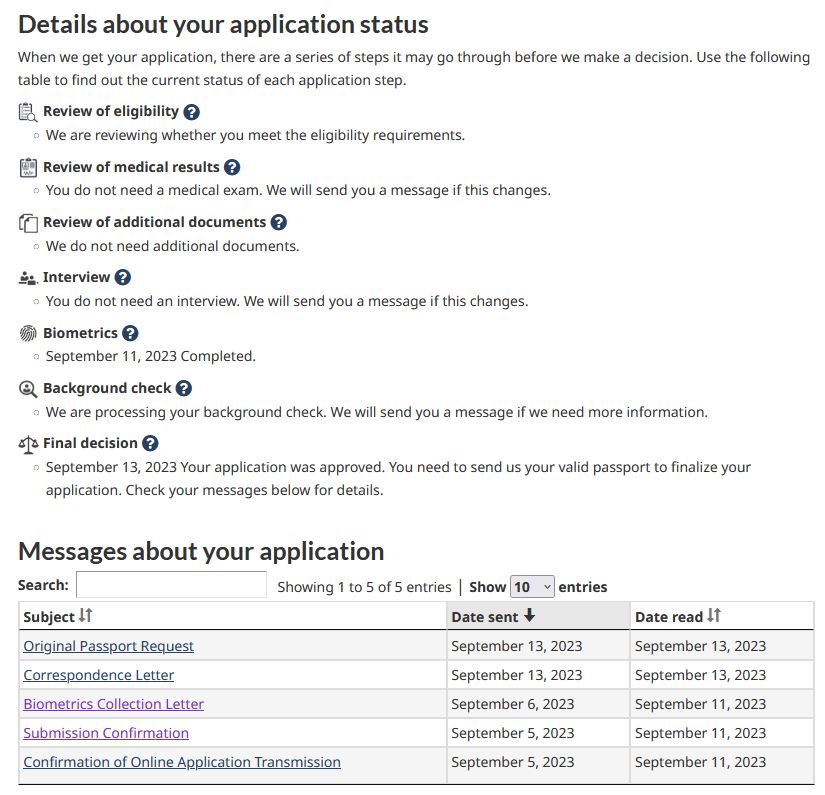 Details about your application status
When we get your application, there are a series of steps it may go through before we make a decision. Use the following
table to find out the current status of each application step.
Review of eligibility ?
We are reviewing whether you meet the eligibility requirements.
Review of medical results ?
You do not need a medical exam. We will send you a message if this changes.
Review of additional documents ?
We do not need additional documents.
Interview ?
You do not need an interview. We will send you a message if this changes.
Biometrics ?
September 11, 2023 Completed.
Background check ?
We are processing your background check. We will send you a message if we need more information.
Final decision ?
September 13, 2023 Your application was approved. You need to send us your valid passport to finalize your
application. Check your messages below for details.
Messages about your application
Search: Showing 1 to 5 of 5 entries | Show 10 entries
Subject Date sent Date read
Original Passport Request September 13, 2023 September 13, 2023
Correspondence Letter September 13, 2023 September 13, 2023
Biometrics Collection Letter September 6, 2023 September 11, 2023
Submission Confirmation September 5, 2023 September 11, 2023
Confirmation of Online Application Transmission September 5, 2023 September 11, 2023